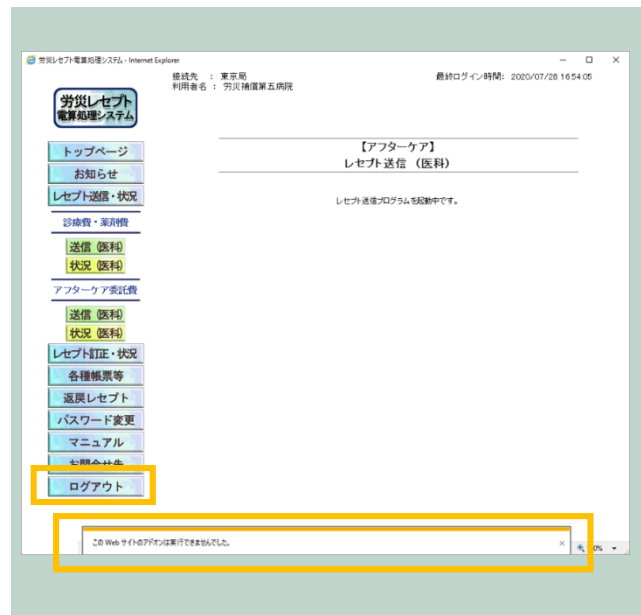 労災レセプト電算処理システム - Internet Explorer
接続先 : 東京局
利用者名 : 労災補償第五病院
最終ログイン時間: 2020/07/28 16:54:05
労災レセプト
電算処理システム
トップページ
お知らせ
レセプト送信・状況
診療費・薬剤費
送信 (医科)
状況 (医科)
アフターケア委託費
送信 (医科)
状況 (医科)
レセプト訂正・状況
各種帳票等
返戻レセプト
パスワード変更
マニュアル
お問合せ先
ログアウト
【アフターケア】
レセプト送信 (医科)
レセプト送信プログラムを起動中です。
この Web サイトのアドオンは実行できませんでした。
×
0%